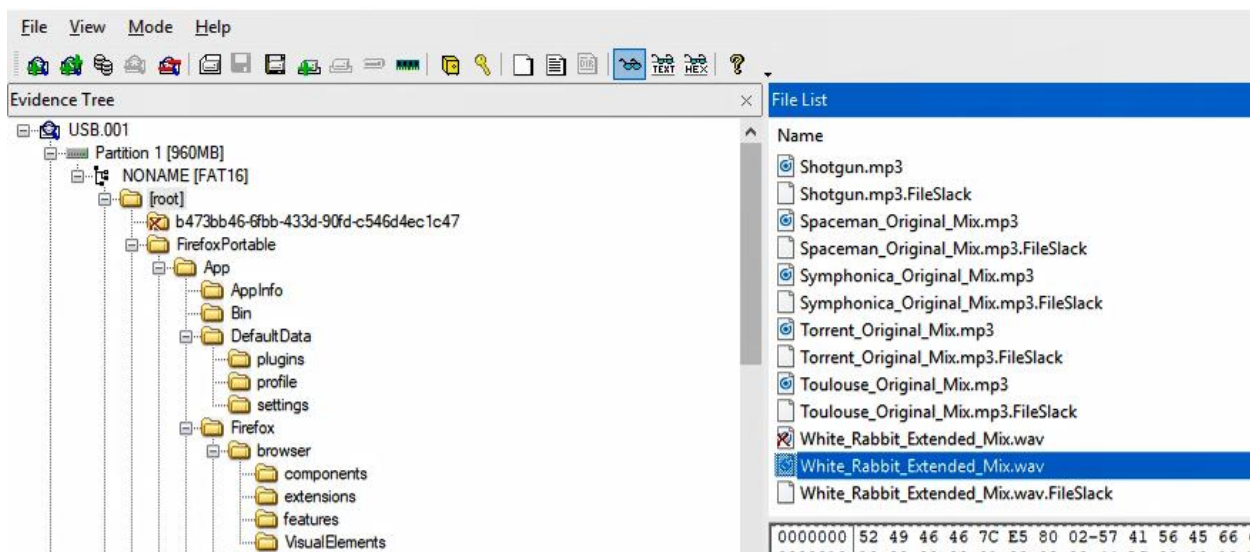 File View Mode Help
TEXT HEX DIR ?
Evidence Tree
USB.001
Partition 1 [960MB]
NONAME [FAT16]
[root]
b473bb46-6fbb-433d-90fd-c546d4ec1c47
FirefoxPortable
App
AppInfo
Bin
DefaultData
plugins
profile
settings
Firefox
browser
components
extensions
features
VisualElements
File List
Name
Shotgun.mp3
Shotgun.mp3.FileSlack
Spaceman_Original_Mix.mp3
Spaceman_Original_Mix.mp3.FileSlack
Symphonica_Original_Mix.mp3
Symphonica_Original_Mix.mp3.FileSlack
Torrent_Original_Mix.mp3
Torrent_Original_Mix.mp3.FileSlack
Toulouse_Original_Mix.mp3
Toulouse_Original_Mix.mp3.FileSlack
White_Rabbit_Extended_Mix.wav
White_Rabbit_Extended_Mix.wav
White_Rabbit_Extended_Mix.wav.FileSlack
0000000 52 49 46 46 7C E5 80 02-57 41 56 45 66